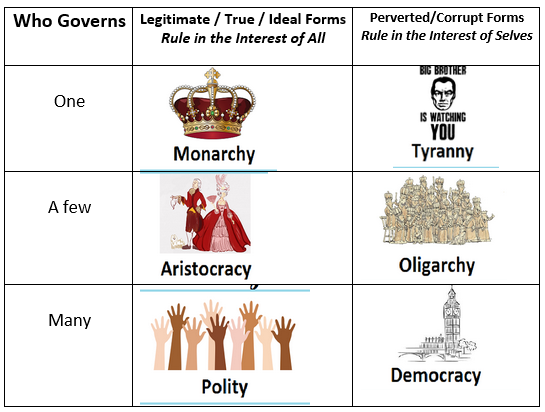 Who Governs
Legitimate / True / Ideal Forms
Rule in the Interest of All
Perverted/Corrupt Forms
Rule in the Interest of Selves
One
Monarchy
BIG BROTHER
IS WATCHING
YOU
Tyranny
A few
Aristocracy
Oligarchy
Many
Polity
Democracy